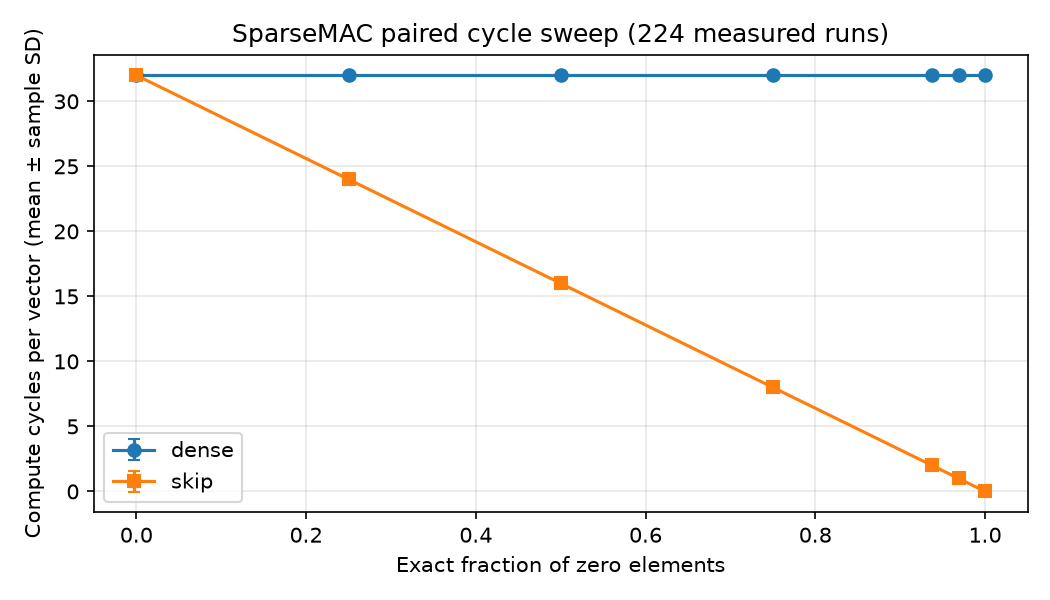 SparseMAC paired cycle sweep (224 measured runs)
Compute cycles per vector (mean ± sample SD)
30
25
20
15
10
5
0
dense
skip
0.0 0.2 0.4 0.6 0.8 1.0
Exact fraction of zero elements